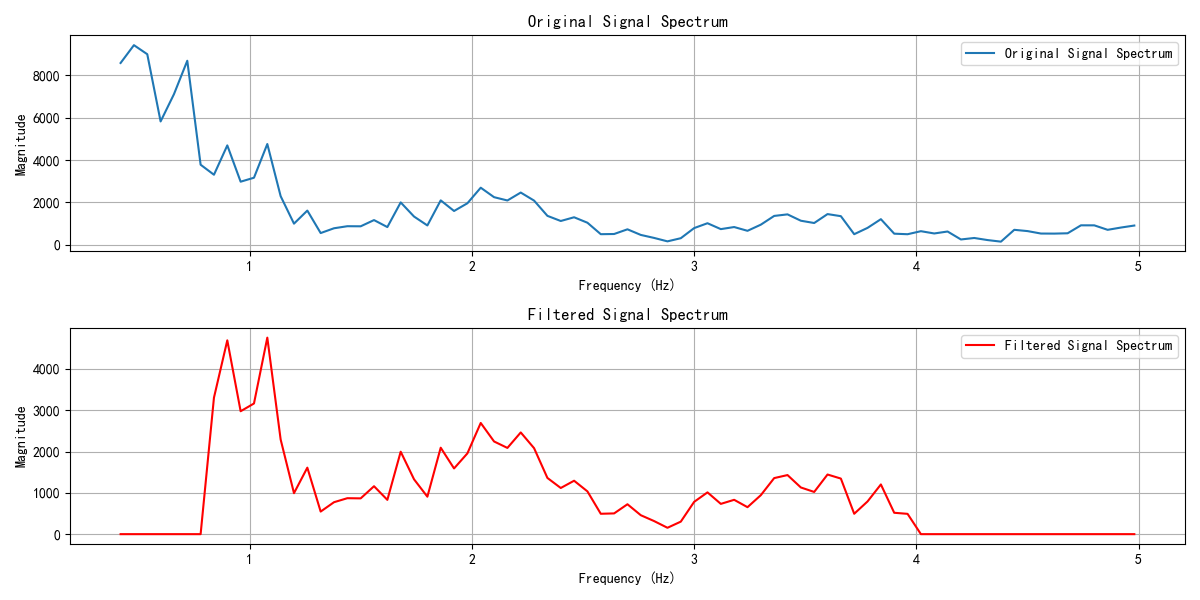 Original Signal Spectrum
Original Signal Spectrum
8000
6000
4000
2000
0
Magnitude
1 2 3 4 5
Frequency (Hz)
Filtered Signal Spectrum
Filtered Signal Spectrum
4000
3000
2000
1000
0
Magnitude
1 2 3 4 5
Frequency (Hz)